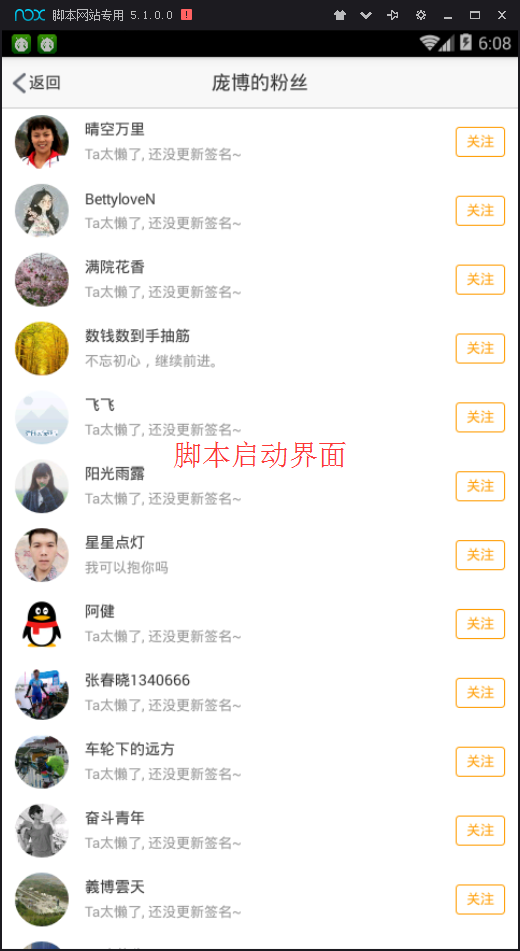 nox 脚本网站专用 5.1.0.0
6:08
返回
庞博的粉丝
晴空万里
Ta太懒了, 还没更新签名~
关注
BettyloveN
Ta太懒了, 还没更新签名~
关注
满院花香
Ta太懒了, 还没更新签名~
关注
数钱数到手抽筋
不忘初心，继续前进。
关注
飞飞
Ta太懒了, 还没更新签名~
关注
脚本启动界面
阳光雨露
Ta太懒了, 还没更新签名~
关注
星星点灯
我可以抱你吗
关注
阿健
Ta太懒了, 还没更新签名~
关注
张春晓1340666
Ta太懒了, 还没更新签名~
关注
车轮下的远方
Ta太懒了, 还没更新签名~
关注
奋斗青年
Ta太懒了, 还没更新签名~
关注
義博雲天
Ta太懒了, 还没更新签名~
关注